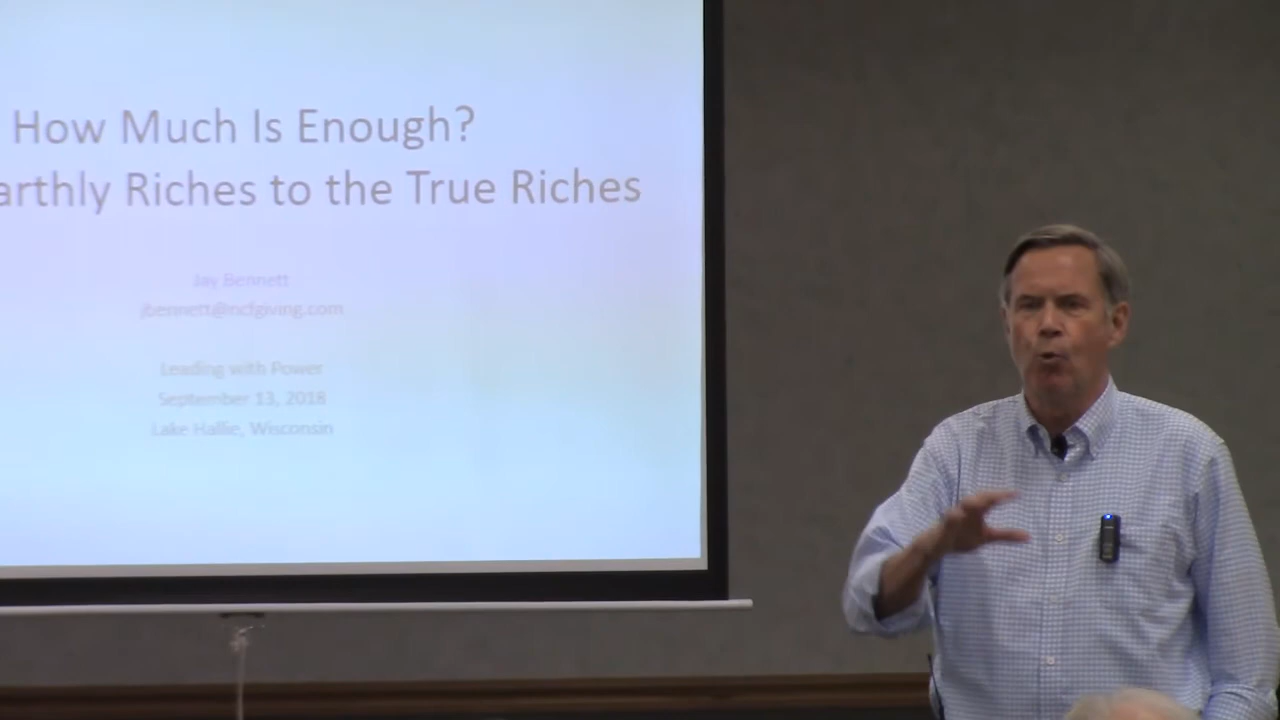 How Much Is Enough?
arthly Riches to the True Riches
Jay Bennett
jbennett@ncfgiving.com
Leading with Power
September 13, 2018
Lake Hallie, Wisconsin